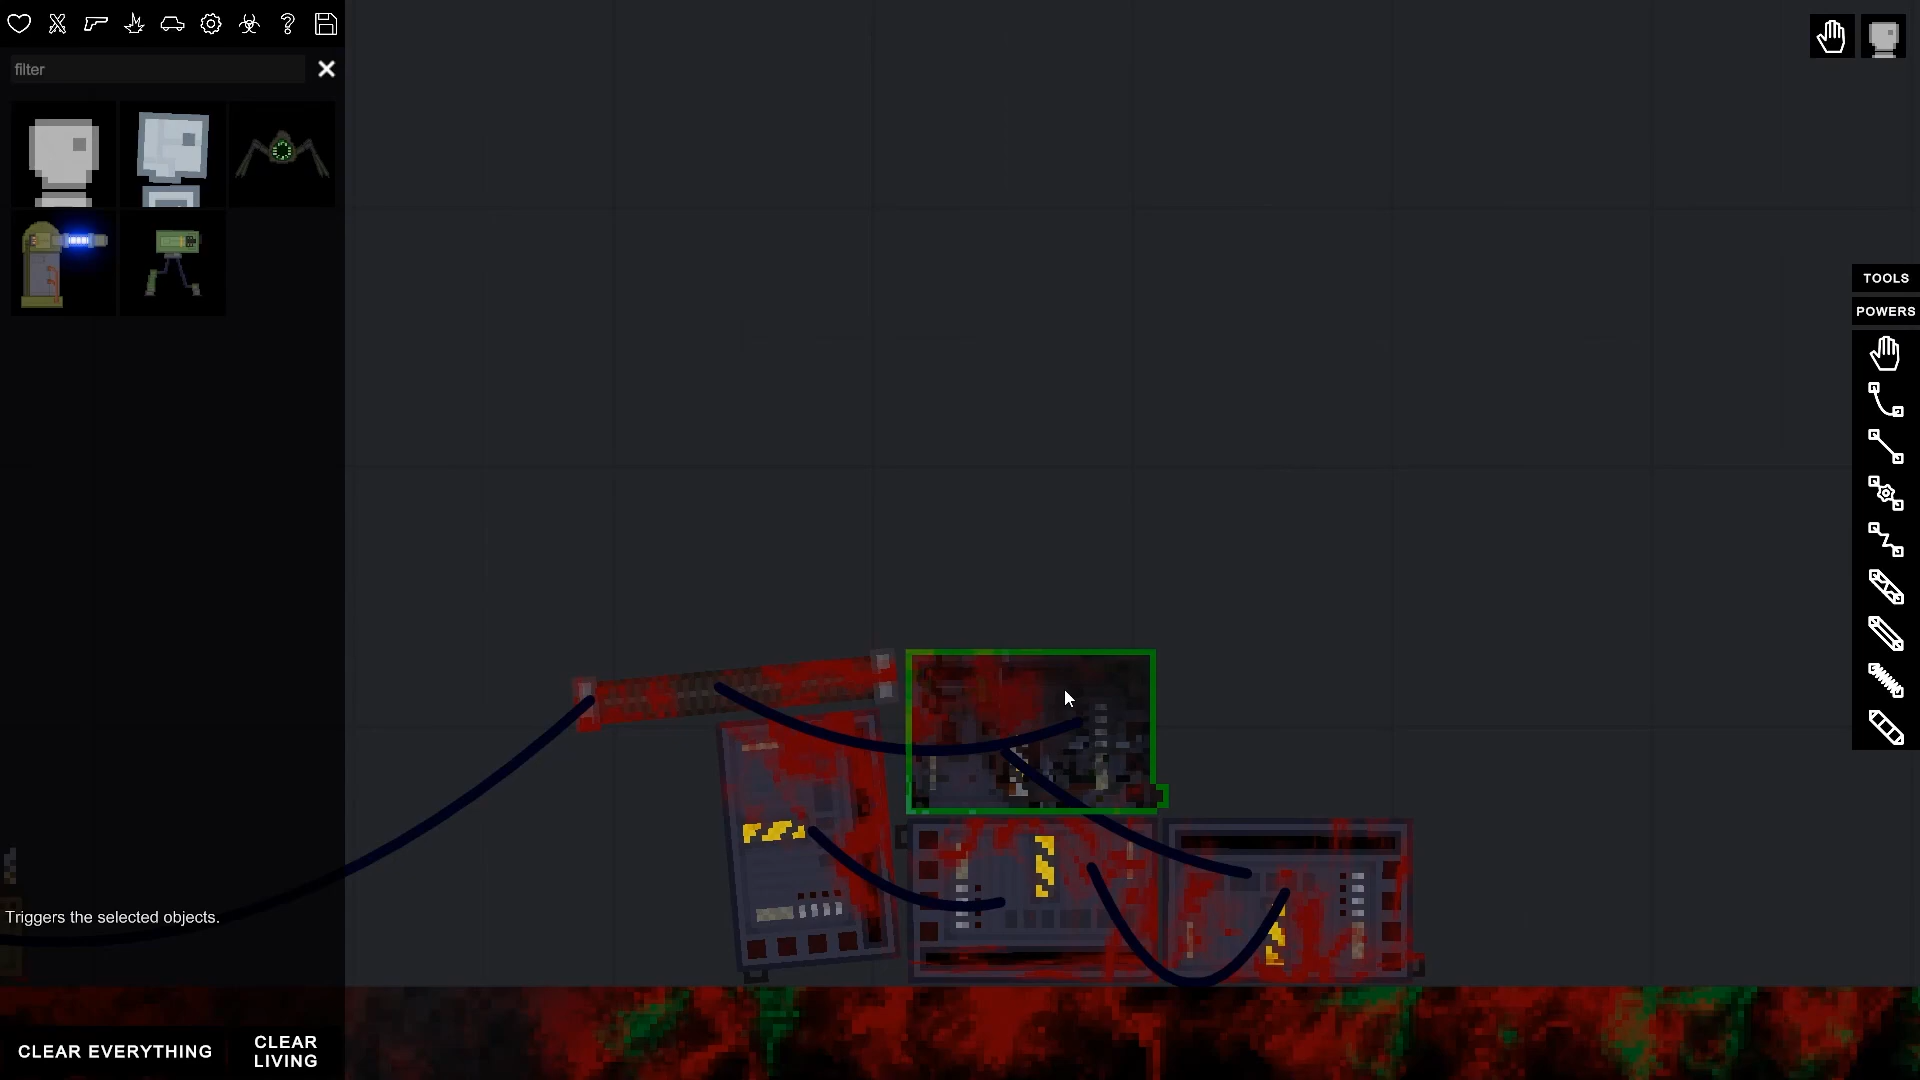 filter
TOOLS
POWERS
Triggers the selected objects.
CLEAR EVERYTHING
CLEAR
LIVING